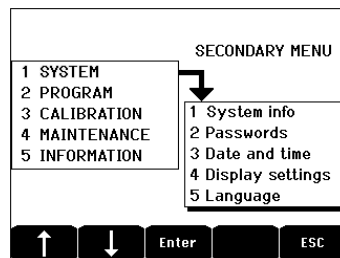 SECONDARY MENU
1 SYSTEM
2 PROGRAM
3 CALIBRATION
4 MAINTENANCE
5 INFORMATION
1 System info
2 Passwords
3 Date and time
4 Display settings
5 Language
↑ ↓ Enter ESC